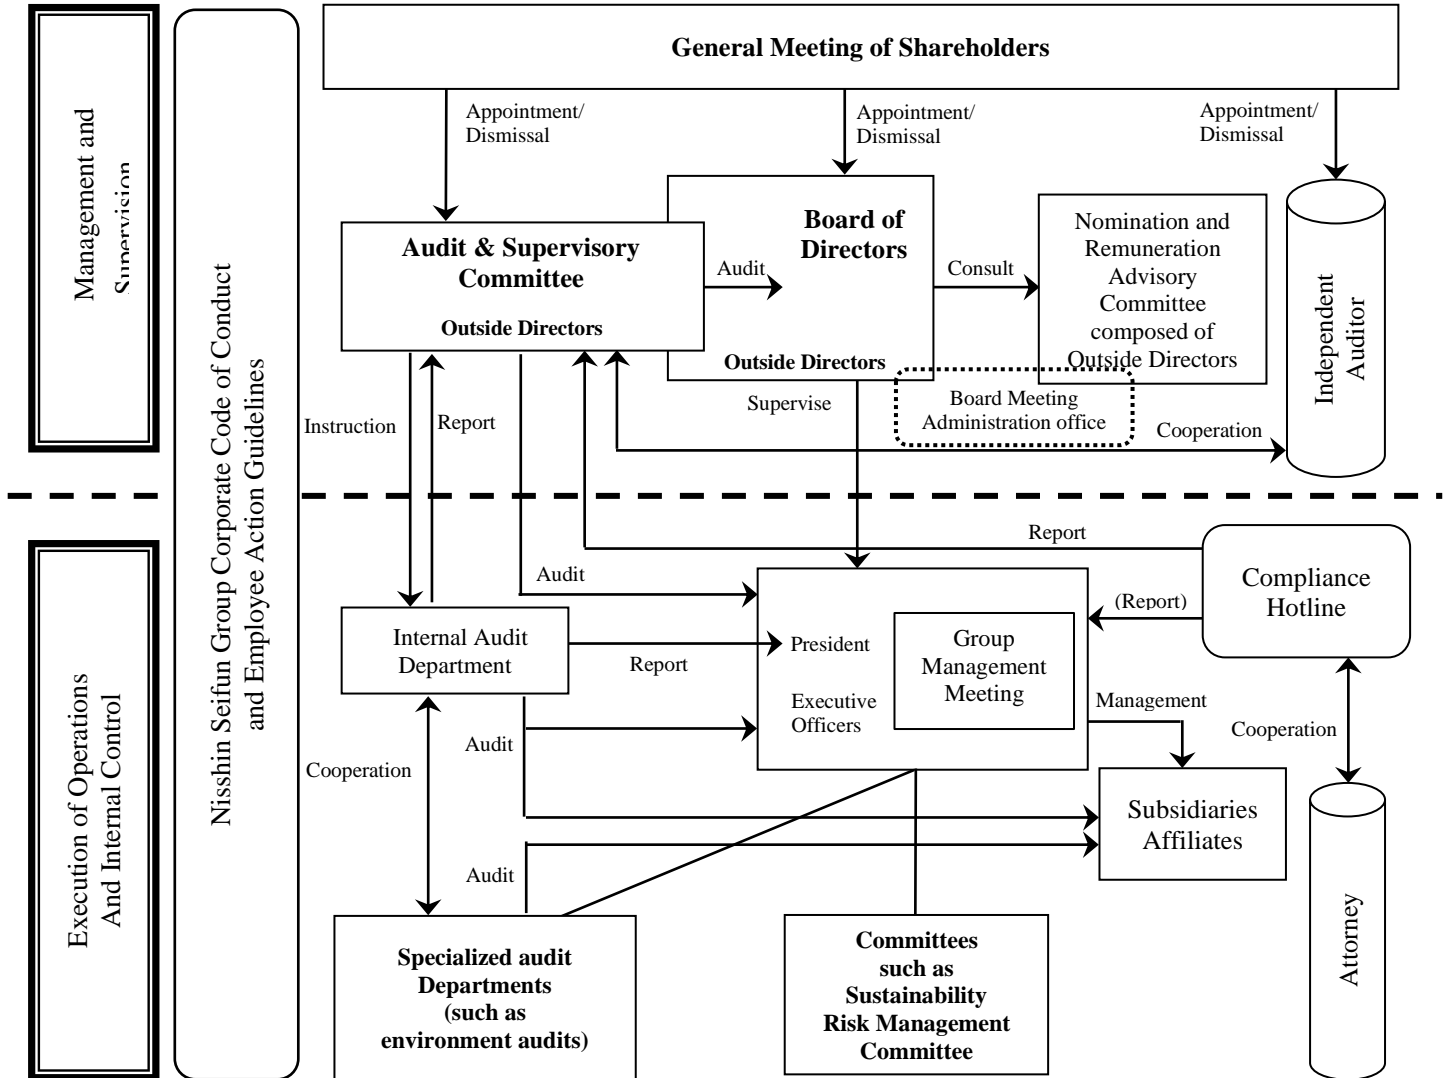 General Meeting of Shareholders
Appointment/
Dismissal
Appointment/
Dismissal
Appointment/
Dismissal
Management and
Supervision
Nisshin Seifun Group Corporate Code of Conduct
and Employee Action Guidelines
Audit & Supervisory
Committee
Outside Directors
Audit
Board of
Directors
Outside Directors
Consult
Nomination and
Remuneration
Advisory
Committee
composed of
Outside Directors
Independent
Auditor
Board Meeting
Administration office
Supervise
Instruction
Report
Cooperation
Report
Compliance
Hotline
(Report)
Audit
Internal Audit
Department
Report
President
Executive
Officers
Group
Management
Meeting
Management
Cooperation
Audit
Cooperation
Subsidiaries
Affiliates
Audit
Execution of Operations
And Internal Control
Specialized audit
Departments
(such as
environment audits)
Committees
such as
Sustainability
Risk Management
Committee
Attorney